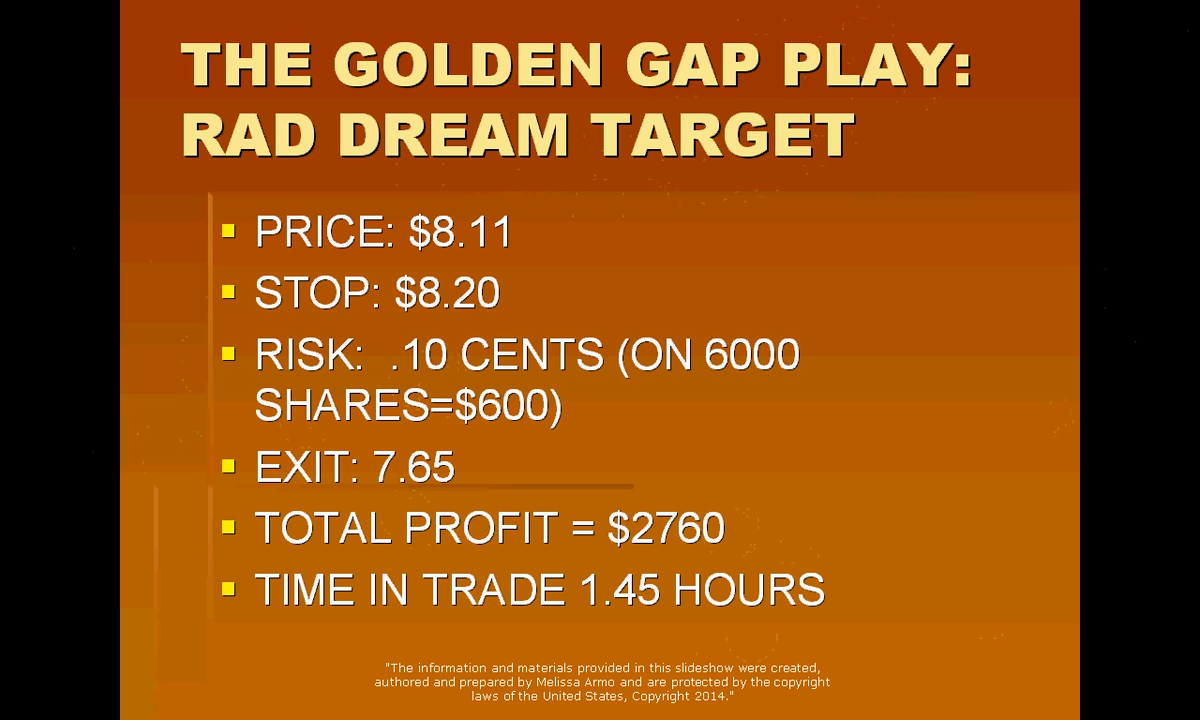 THE GOLDEN GAP PLAY:
RAD DREAM TARGET
PRICE: $8.11
STOP: $8.20
RISK:  .10 CENTS (ON 6000
SHARES=$600)
EXIT: 7.65
TOTAL PROFIT = $2760
TIME IN TRADE 1.45 HOURS
"The information and materials provided in this slideshow were created,
authored and prepared by Melissa Armo and are protected by the copyright
laws of the United States, Copyright 2014."